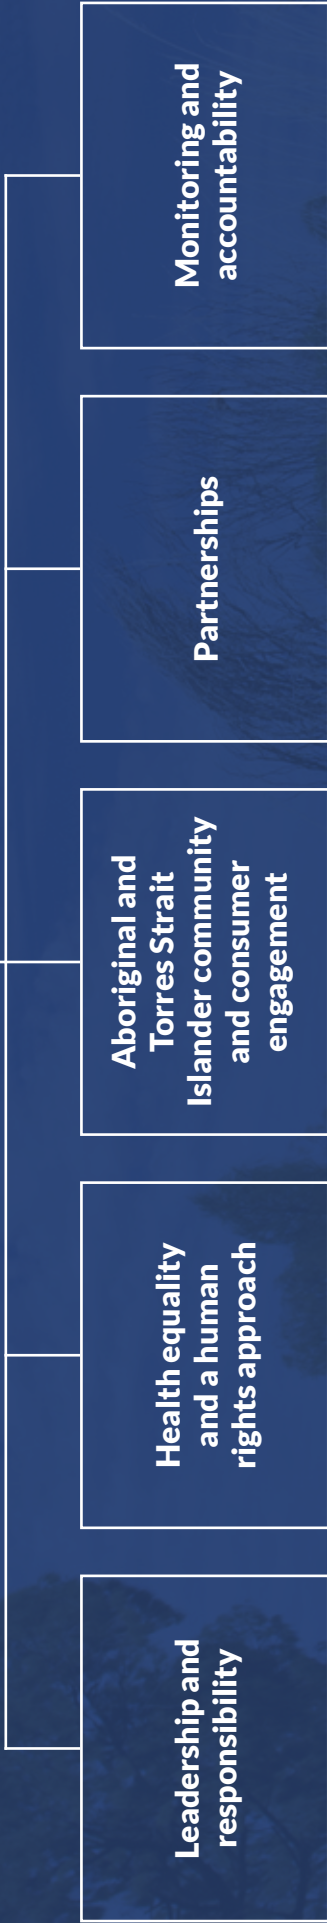 Leadership and
responsibility
Health equality
and a human
rights approach
Aboriginal and
Torres Strait
Islander community
and consumer
engagement
Partnerships
Monitoring and
accountability